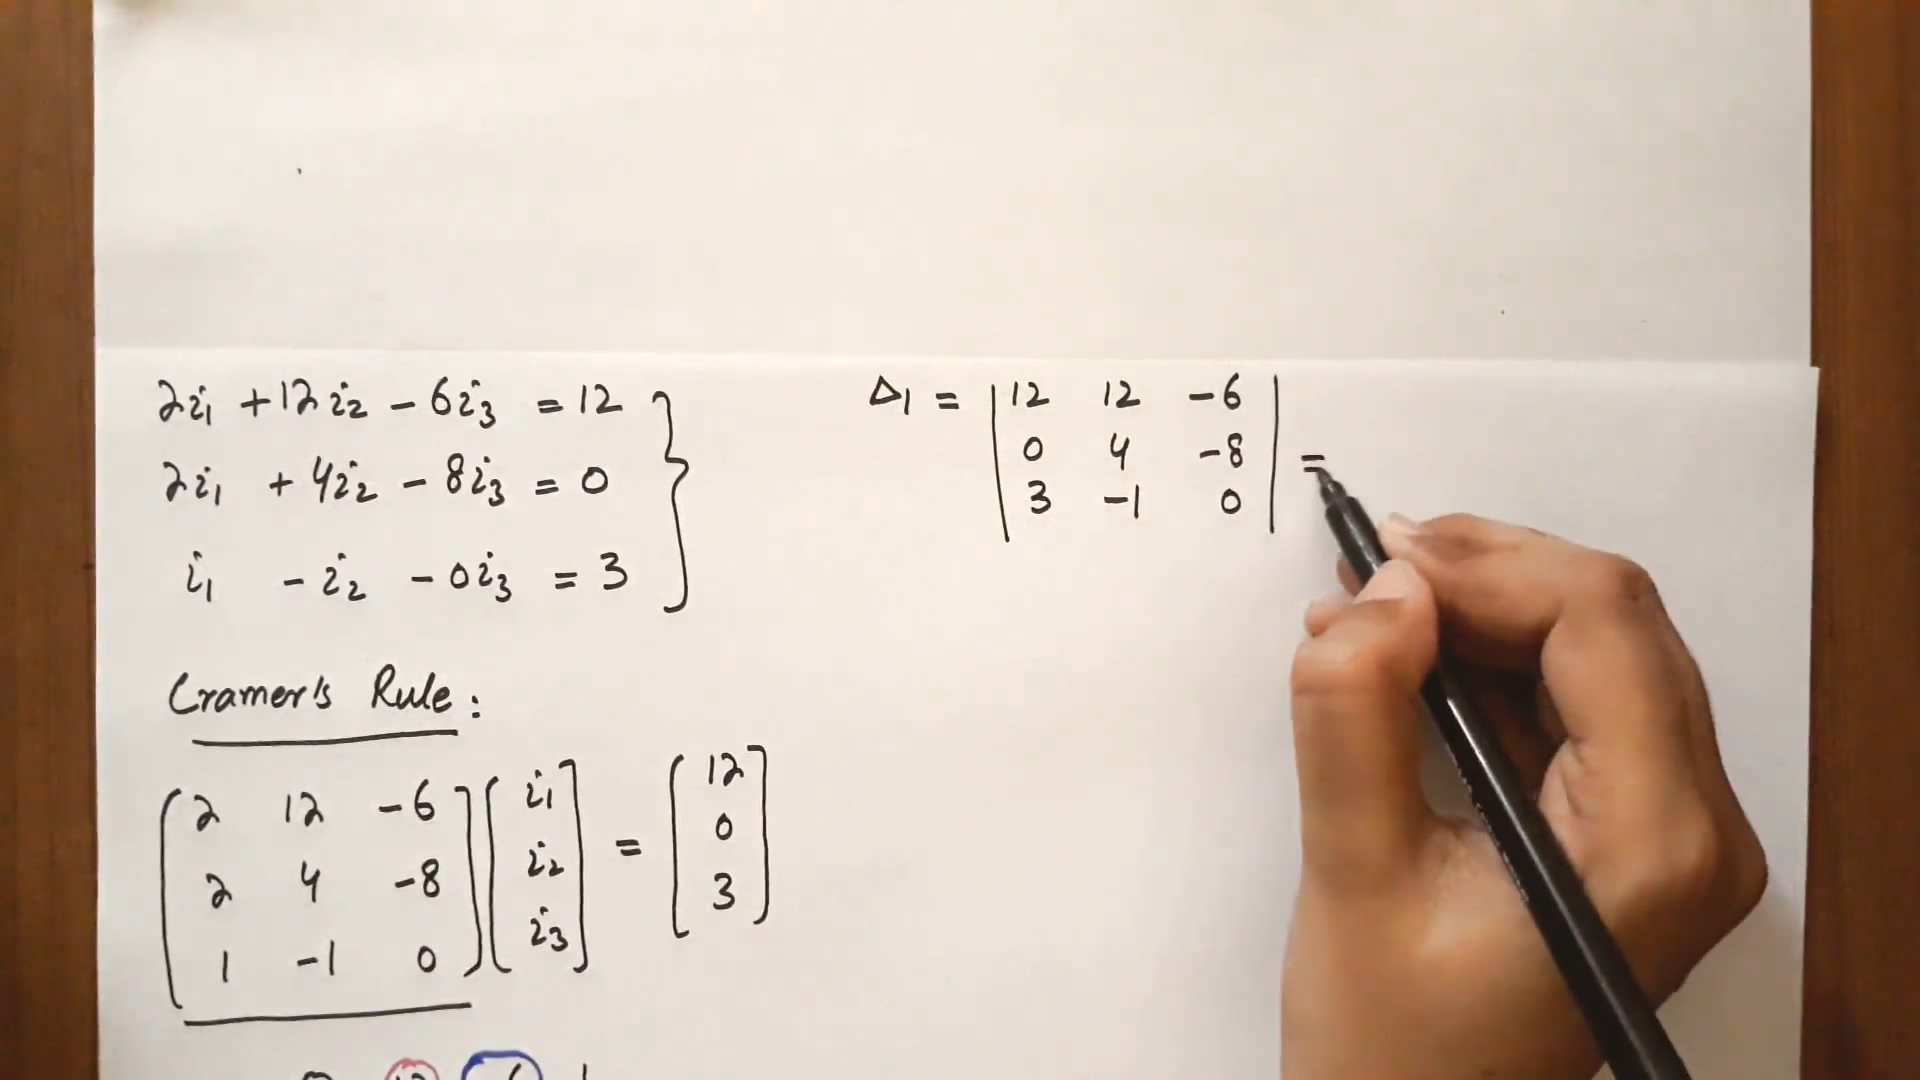 2i₁ + 12i₂ - 6i₃ = 12
2i₁ + 4i₂ - 8i₃ = 0
i₁ - i₂ - 0i₃ = 3
Cramer's Rule:
2 12 -6 i₁ 12
2 4 -8 i₂ = 0
1 -1 0 i₃ 3
Δ₁ = | 12 12 -6 |
0 4 -8 =
3 -1 0